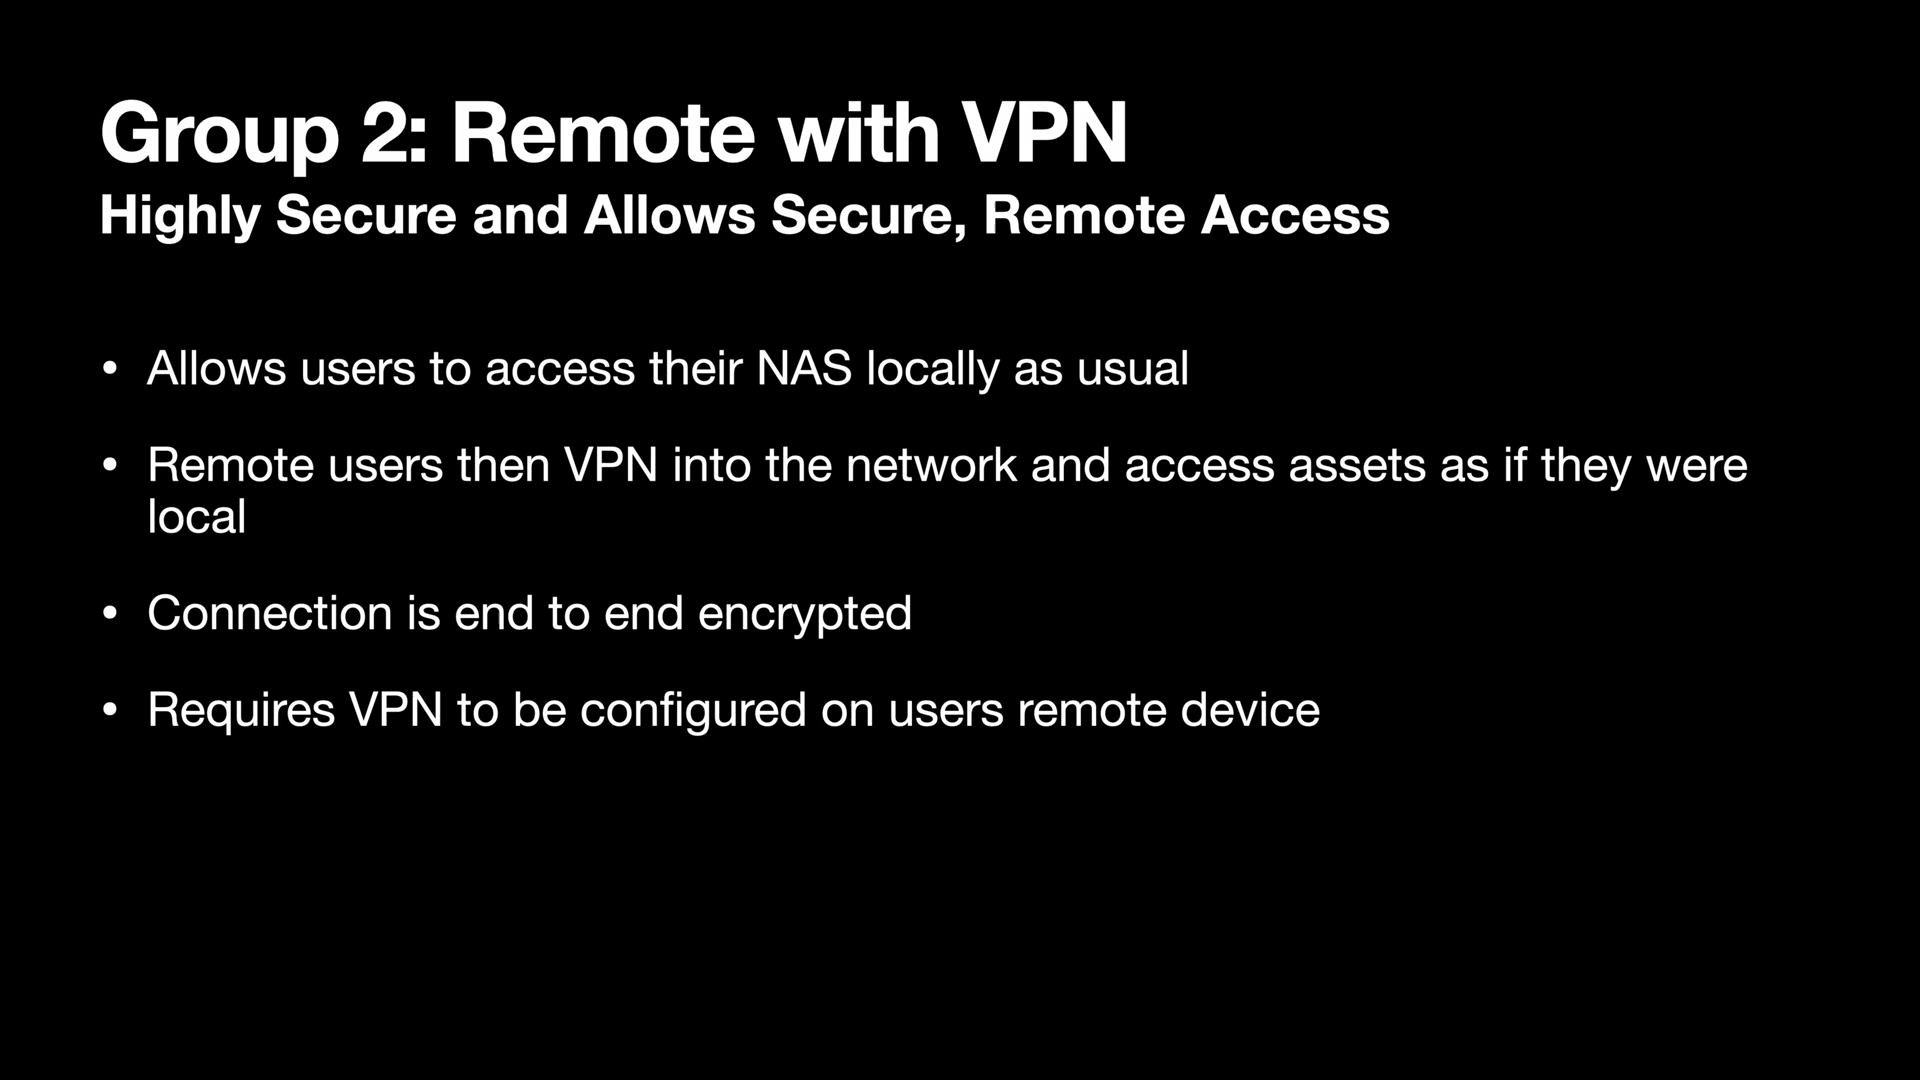 Group 2: Remote with VPN
Highly Secure and Allows Secure, Remote Access
• Allows users to access their NAS locally as usual
• Remote users then VPN into the network and access assets as if they were
local
• Connection is end to end encrypted
• Requires VPN to be configured on users remote device